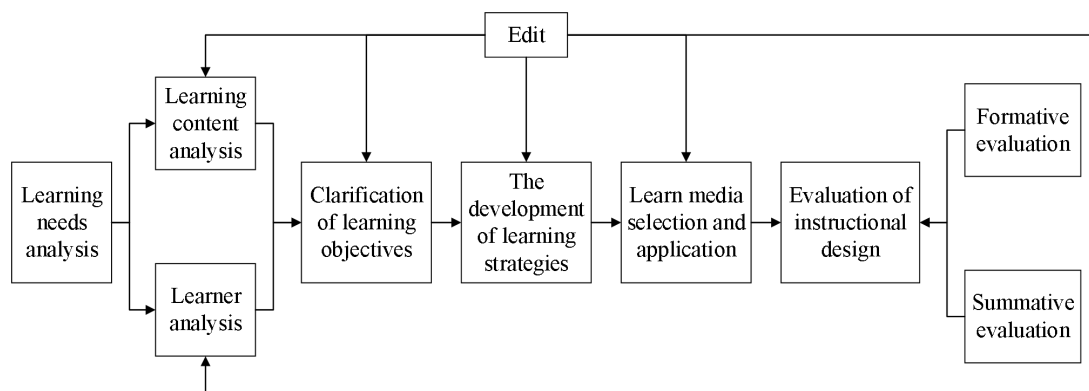 Edit
Learning
content
analysis
Formative
evaluation
Learning
needs
analysis
Clarification
of learning
objectives
The
development
of learning
strategies
Learn media
selection and
application
Evaluation of
instructional
design
Learner
analysis
Summative
evaluation